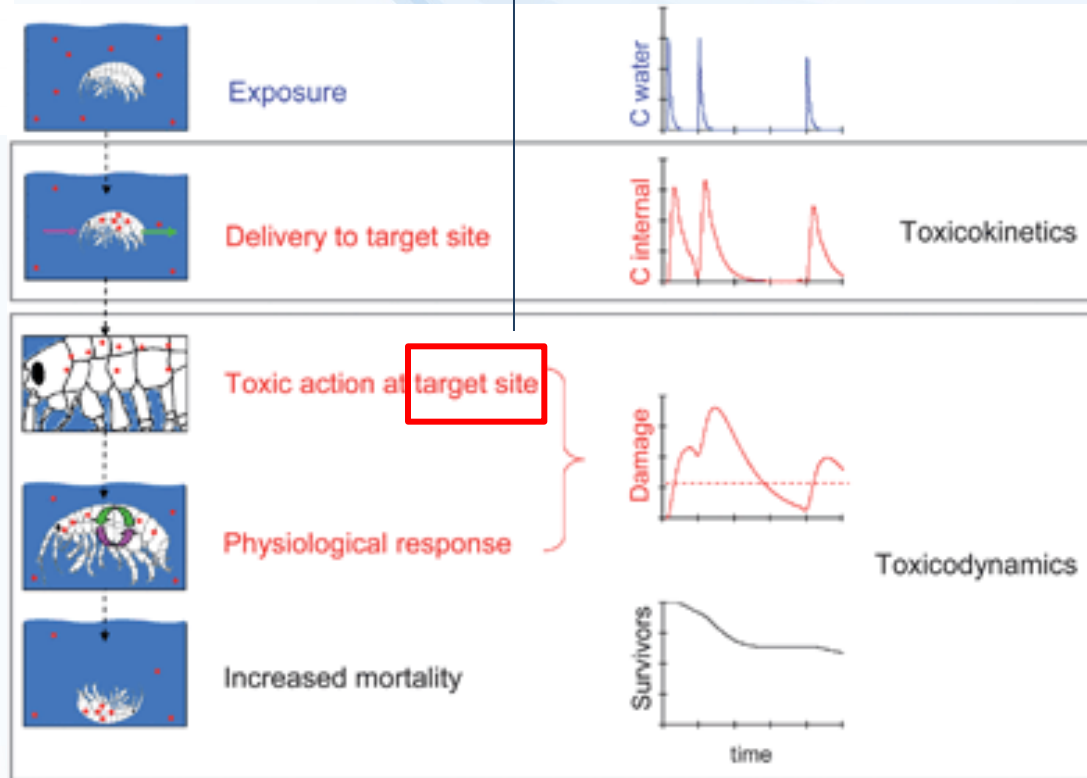 Exposure
C water
Delivery to target site
C internal
Toxicokinetics
Toxic action at target site
Damage
Physiological response
Toxicodynamics
Increased mortality
Survivors
time